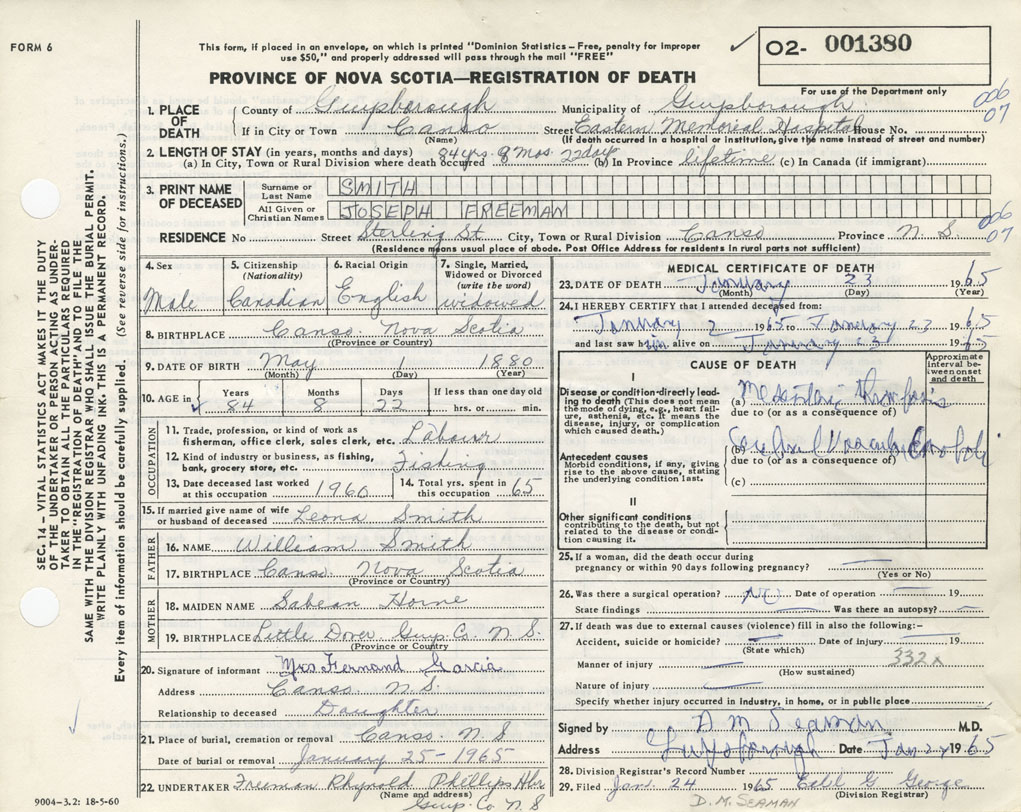 FORM 6
This form, if placed in an envelope, on which is printed "Dominion Statistics – Free, penalty for improper
use $50," and properly addressed will pass through the mail "FREE"
02- 001380
PROVINCE OF NOVA SCOTIA—REGISTRATION OF DEATH
For use of the Department only
1. PLACE OF DEATH
County of Guysborough Municipality of Guysborough
006
07
If in City or Town Canso Street Eastern Memorial Hospital House No.
(Name) (If death occurred in a hospital or institution, give the name instead of street and number)
2. LENGTH OF STAY (in years, months and days) 84 yrs. 8 Mos. 22 days
(a) In City, Town or Rural Division where death occurred (b) In Province lifetime (c) In Canada (if immigrant)
3. PRINT NAME OF DECEASED
Surname or Last Name SMITH
All Given or Christian Names JOSEPH FREEMAN
006
07
RESIDENCE No Street Sterling St City, Town or Rural Division Canso Province N. S.
(Residence means usual place of abode. Post Office Address for residents in rural parts not sufficient)
4. Sex Male
5. Citizenship (Nationality) Canadian
6. Racial Origin English
7. Single, Married, Widowed or Divorced (write the word) widowed
8. BIRTHPLACE Canso. Nova Scotia
(Province or Country)
9. DATE OF BIRTH May 1 1880
(Month) (Day) (Year)
10. AGE in Years Months Days If less than one day old
84 8 22 hrs. or min.
OCCUPATION
11. Trade, profession, or kind of work as
fisherman, office clerk, sales clerk, etc. Labour
12. Kind of industry or business, as fishing,
bank, grocery store, etc. Fishing
13. Date deceased last worked
at this occupation 1960
14. Total yrs. spent in
this occupation 65
15. If married give name of wife
or husband of deceased Leona Smith
FATHER
16. NAME William Smith
17. BIRTHPLACE Canso. Nova Scotia
(Province or Country)
MOTHER
18. MAIDEN NAME Sabean Horne
19. BIRTHPLACE Little Dover Guys. Co. N. S.
(Province or Country)
20. Signature of informant Mrs Fernand Garcia
Address Canso. N. S.
Relationship to deceased Daughter
21. Place of burial, cremation or removal Canso. N. S
Date of burial or removal January 25 - 1965
22. UNDERTAKER Freeman Rhynold Phillips Hbr
(Name and address)
Guys. Co. N. S
MEDICAL CERTIFICATE OF DEATH
23. DATE OF DEATH January 23 1965
(Month) (Day) (Year)
24. I HEREBY CERTIFY that I attended deceased from:
January 2 1965 to January 23 1965
and last saw him alive on January 23 1965
CAUSE OF DEATH
Approximate interval between onset and death
I
Disease or condition directly leading to death (This does not mean
the mode of dying, e.g., heart failure, asthenia, etc. It means the
disease, injury, or complication
which caused death.)
(a) Mesenteric thrombosis
due to (or as a consequence of)
Antecedent causes
Morbid conditions, if any, giving
rise to the above cause, stating
the underlying condition last.
(b) Cerebral Vascular
due to (or as a consequence of)
(c)
II
Other significant conditions
contributing to the death, but not
related to the disease or condition causing it.
25. If a woman, did the death occur during
pregnancy or within 90 days following pregnancy?
(Yes or No)
26. Was there a surgical operation? NO Date of operation 19
State findings Was there an autopsy?
27. If death was due to external causes (violence) fill in also the following:—
Accident, suicide or homicide? Date of injury 19
(State which)
332x
Manner of injury
(How sustained)
Nature of injury
Specify whether injury occurred in industry, in home, or in public place
Signed by D M Seaman M.D.
Address Guysborough Date Jan 24 1965
28. Division Registrar's Record Number
29. Filed Jan. 24 1965 George
(Division Registrar)
D. M. SEAMAN
SEC. 14 – VITAL STATISTICS ACT MAKES IT THE DUTY
OF THE UNDERTAKER OR PERSON ACTING AS UNDERTAKER TO OBTAIN ALL THE PARTICULARS REQUIRED
IN THE "REGISTRATION OF DEATH" AND TO FILE THE
SAME WITH THE DIVISION REGISTRAR WHO SHALL ISSUE THE BURIAL PERMIT.
WRITE PLAINLY WITH UNFADING INK. THIS IS A PERMANENT RECORD.
Every item of information should be carefully supplied. (See reverse side for instructions.)
9004-3.2: 18-5-60